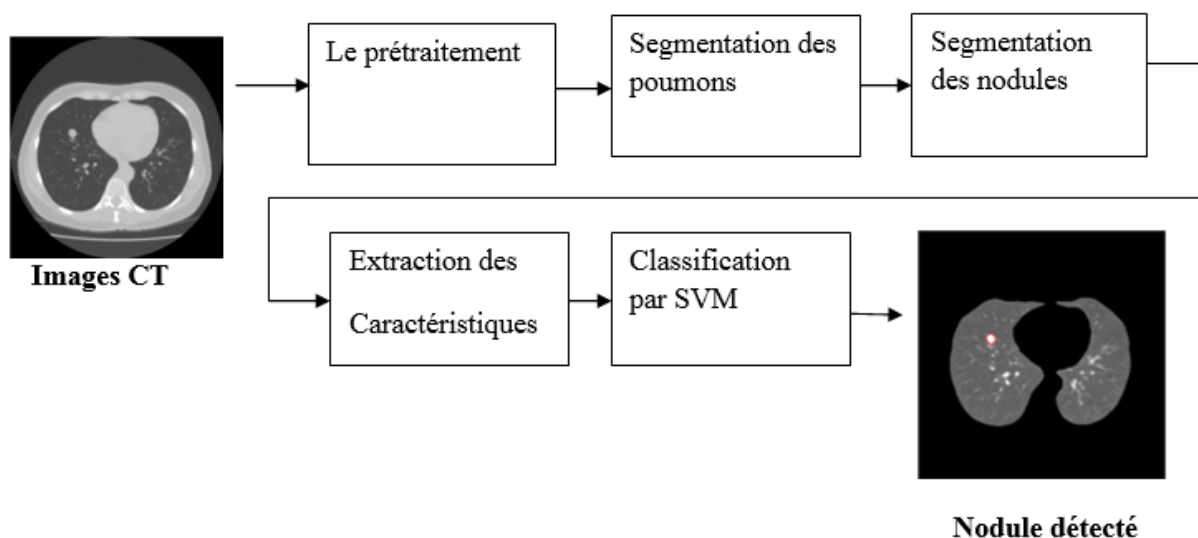 Le prétraitement
Segmentation des
poumons
Segmentation
des nodules
Images CT
Extraction des
Caractéristiques
Classification
par SVM
Nodule détecté